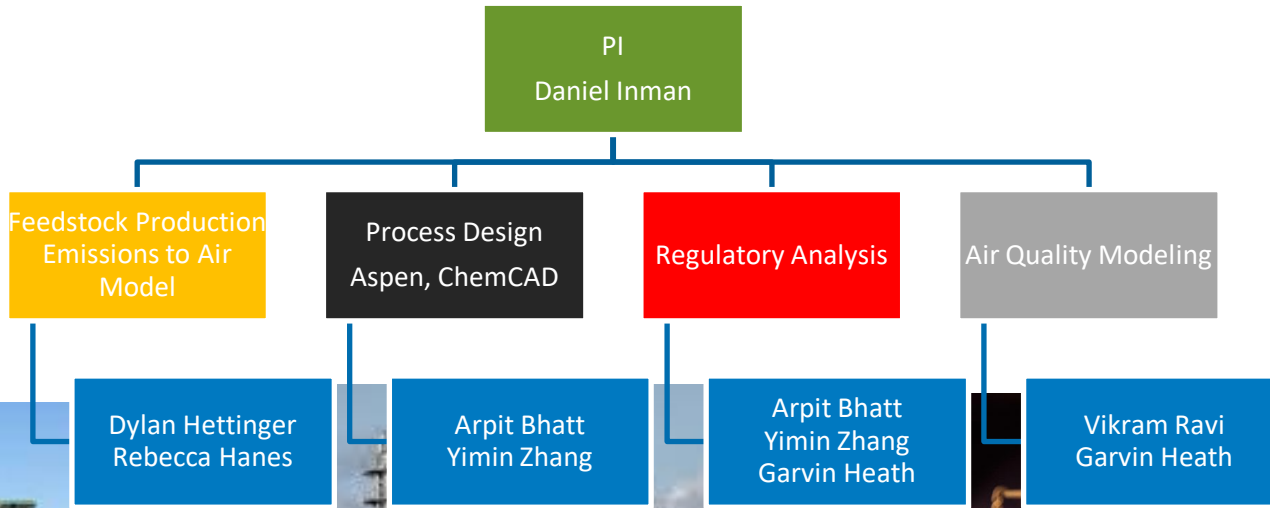 PI
Daniel Inman
Feedstock Production
Emissions to Air
Model
Process Design
Aspen, ChemCAD
Regulatory Analysis
Air Quality Modeling
Dylan Hettinger
Rebecca Hanes
Arpit Bhatt
Yimin Zhang
Arpit Bhatt
Yimin Zhang
Garvin Heath
Vikram Ravi
Garvin Heath